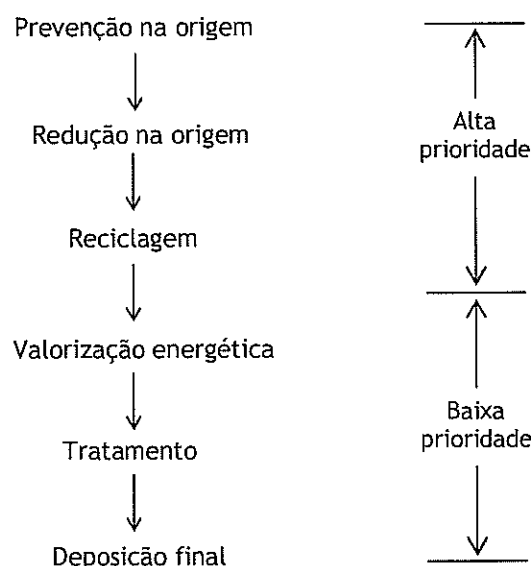 Prevenção na origem
Redução na origem
Alta
prioridade
Reciclagem
Valorização energética
Baixa
prioridade
Tratamento
Deposição final